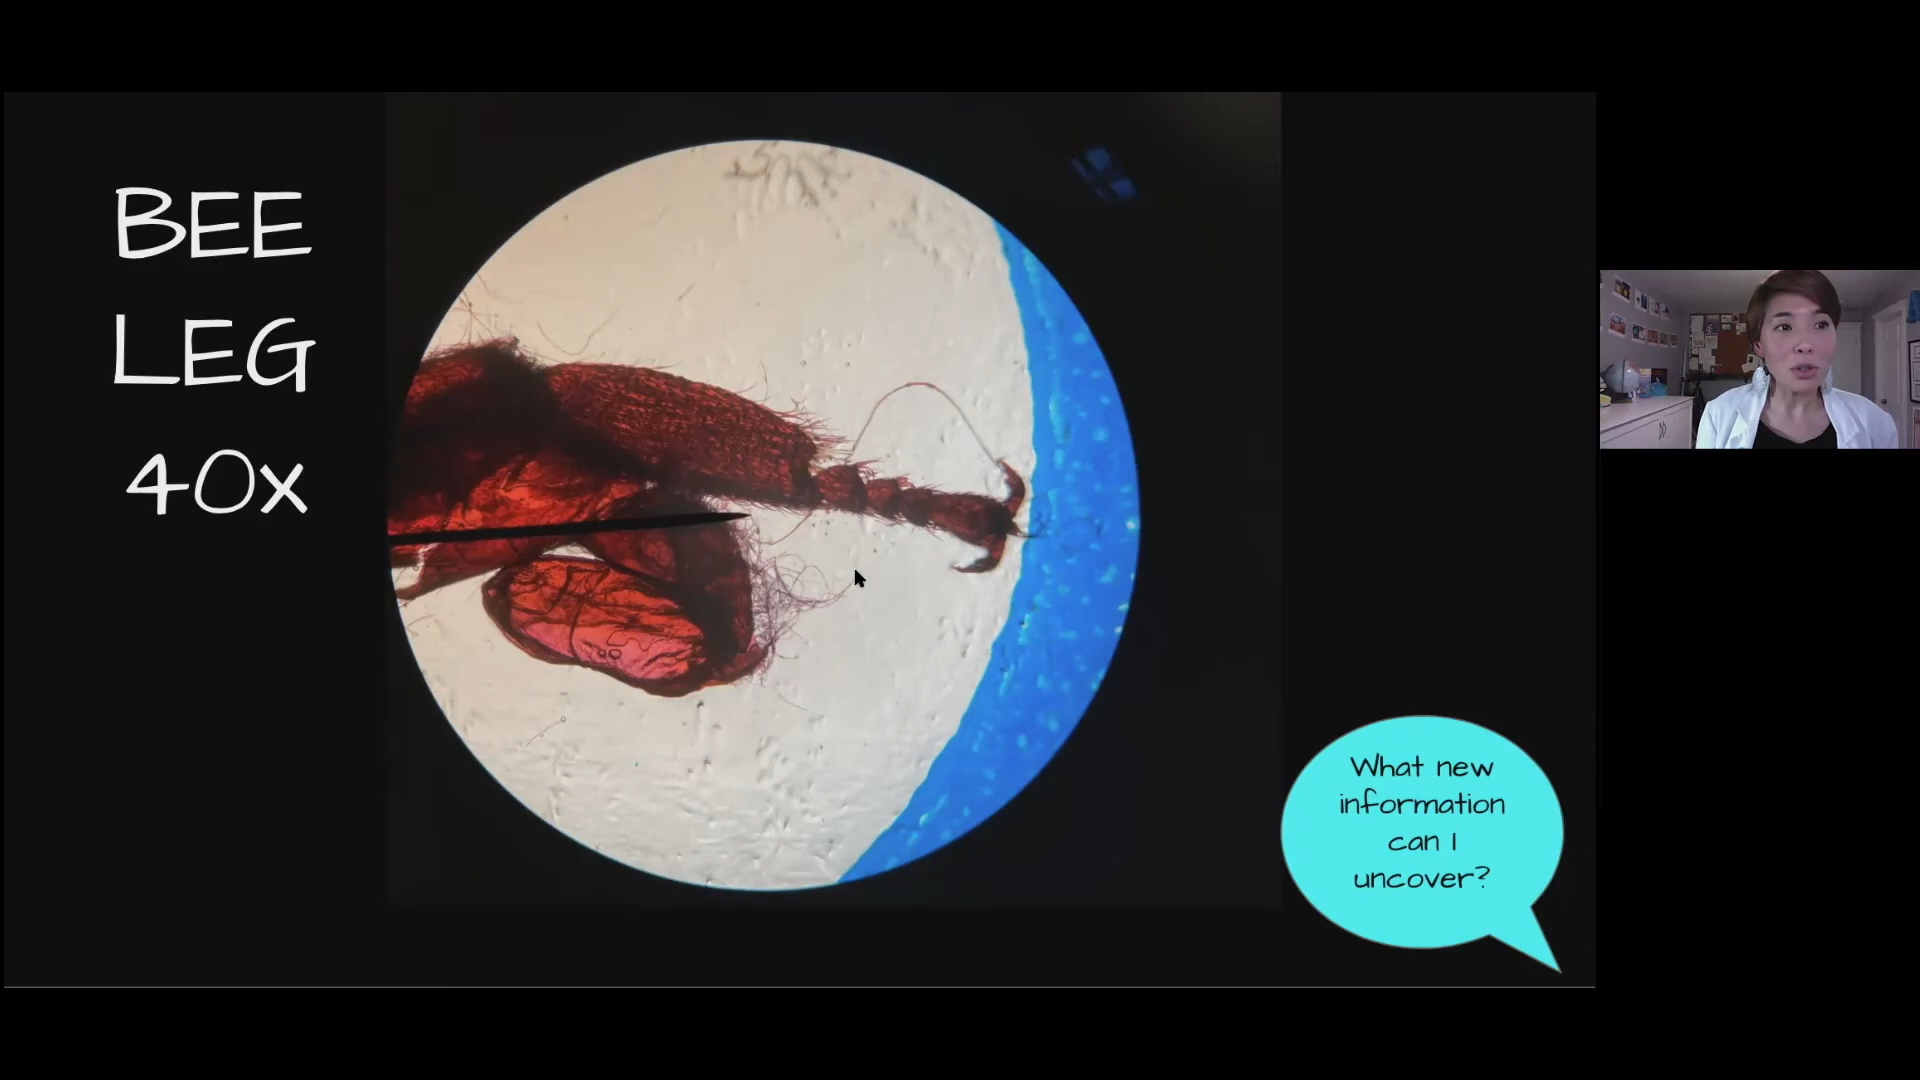 BEE
LEG
40x
What new
information
can I
uncover?